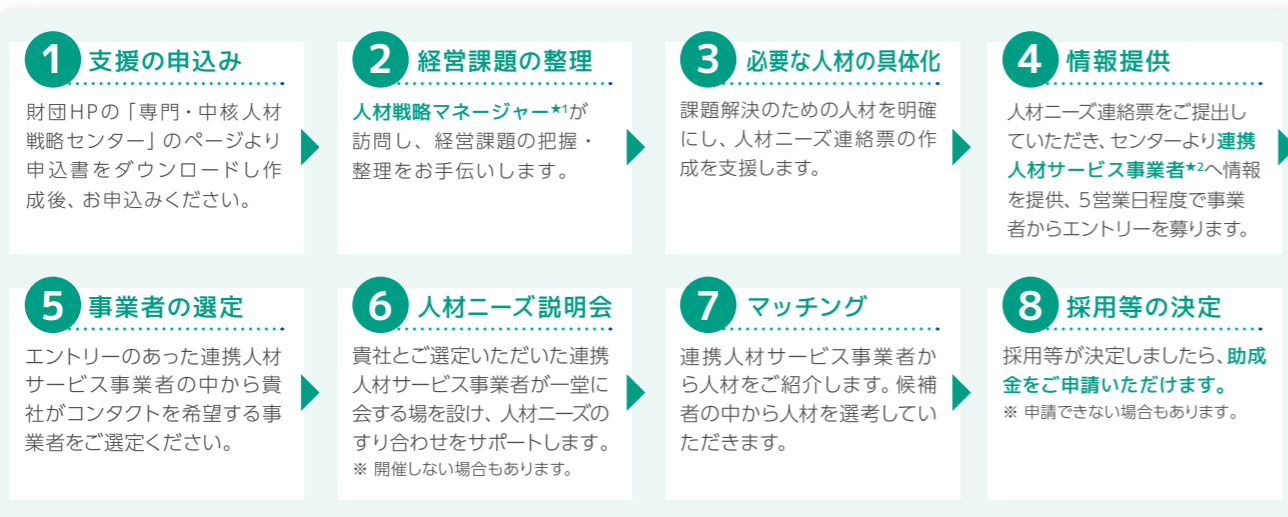 1 支援の申込み
財団HPの「専門・中核人材
戦略センター」のページより
申込書をダウンロードし作
成後、お申込みください。
2 経営課題の整理
人材戦略マネージャー★1が
訪問し、経営課題の把握・
整理をお手伝いします。
3 必要な人材の具体化
課題解決のための人材を明確
にし、人材ニーズ連絡票の作
成を支援します。
4 情報提供
人材ニーズ連絡票をご提出し
ていただき、センターより連携
人材サービス事業者★2へ情報
を提供、5営業日程度で事業
者からエントリーを募ります。
5 事業者の選定
エントリーのあった連携人材
サービス事業者の中から貴
社がコンタクトを希望する事
業者をご選定ください。
6 人材ニーズ説明会
貴社とご選定いただいた連携
人材サービス事業者が一堂に
会する場を設け、人材ニーズの
すり合わせをサポートします。
※ 開催しない場合もあります。
7 マッチング
連携人材サービス事業者か
ら人材をご紹介します。候補
者の中から人材を選考してい
ただきます。
8 採用等の決定
採用等が決定しましたら、助成
金をご申請いただけます。
※ 申請できない場合もあります。